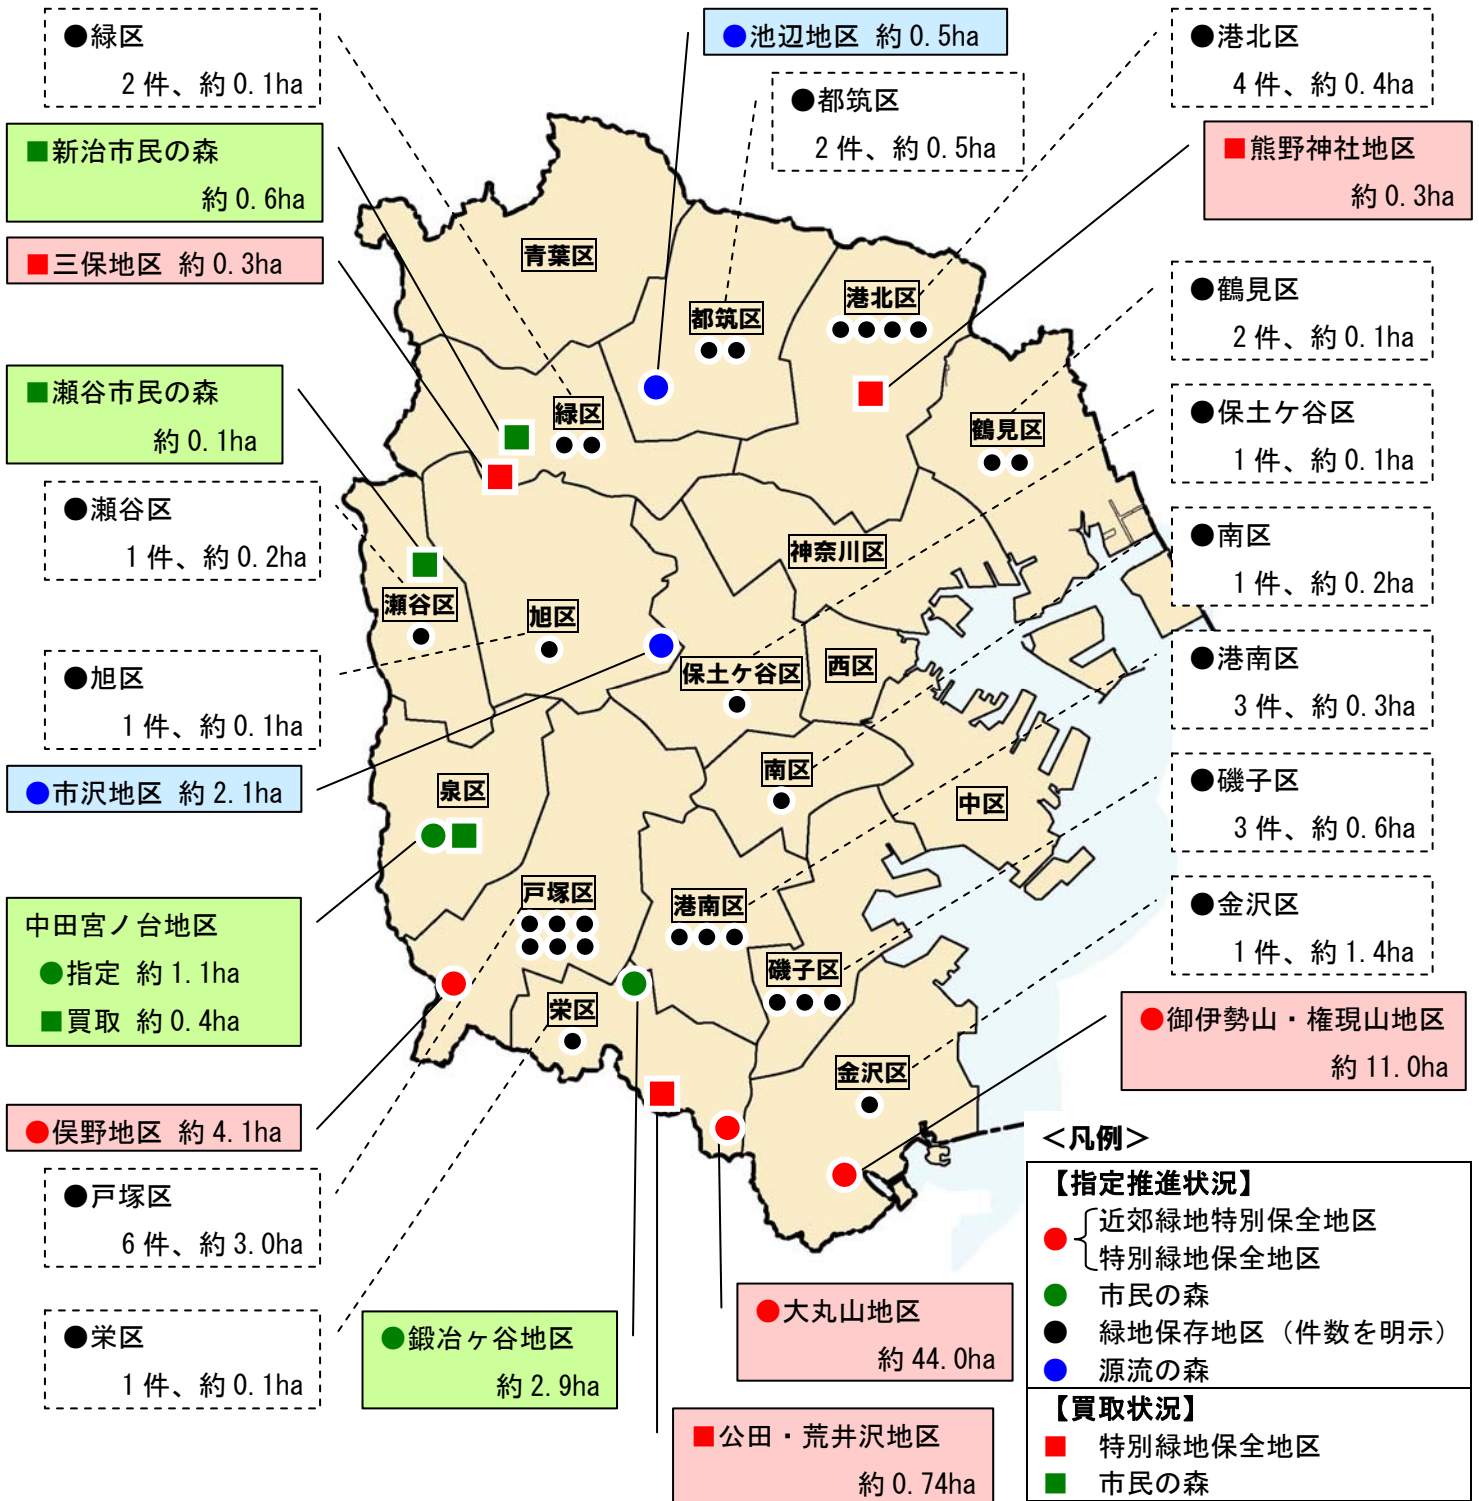 ●緑区
2件、約0.1ha
■新治市民の森
約0.6ha
■三保地区 約0.3ha
■瀬谷市民の森
約0.1ha
●瀬谷区
1件、約0.2ha
●旭区
1件、約0.1ha
●市沢地区 約2.1ha
中田宮ノ台地区
●指定 約1.1ha
■買取 約0.4ha
●俣野地区 約4.1ha
●戸塚区
6件、約3.0ha
●栄区
1件、約0.1ha
●鍛冶ヶ谷地区
約2.9ha
●池辺地区 約0.5ha
●都筑区
2件、約0.5ha
●港北区
4件、約0.4ha
■熊野神社地区
約0.3ha
●鶴見区
2件、約0.1ha
●保土ケ谷区
1件、約0.1ha
●南区
1件、約0.2ha
●港南区
3件、約0.3ha
●磯子区
3件、約0.6ha
●金沢区
1件、約1.4ha
●御伊勢山・権現山地区
約11.0ha
●大丸山地区
約44.0ha
■公田・荒井沢地区
約0.74ha
青葉区
都筑区
港北区
緑区
鶴見区
神奈川区
瀬谷区
旭区
保土ケ谷区
西区
泉区
南区
中区
戸塚区
港南区
磯子区
栄区
金沢区
＜凡例＞
【指定推進状況】
近郊緑地特別保全地区
● 特別緑地保全地区
● 市民の森
● 緑地保存地区（件数を明示）
● 源流の森
【買取状況】
■ 特別緑地保全地区
■ 市民の森